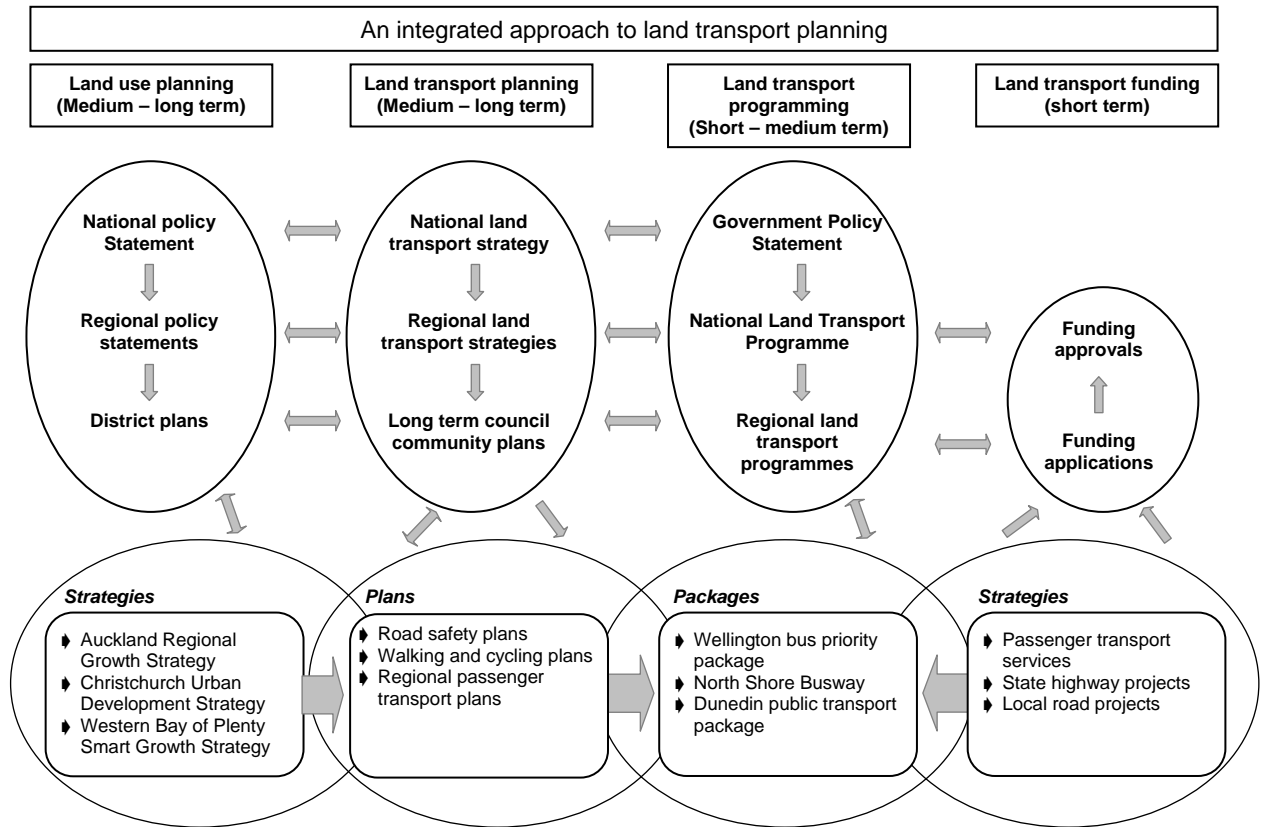 An integrated approach to land transport planning
Land use planning
(Medium – long term)
Land transport planning
(Medium – long term)
Land transport
programming
(Short – medium term)
Land transport funding
(short term)
National policy
Statement
Regional policy
statements
District plans
National land
transport strategy
Regional land
transport strategies
Long term council
community plans
Government Policy
Statement
National Land Transport
Programme
Regional land
transport
programmes
Funding
approvals
Funding
applications
Strategies
Auckland Regional
Growth Strategy
Christchurch Urban
Development Strategy
Western Bay of Plenty
Smart Growth Strategy
Plans
Road safety plans
Walking and cycling plans
Regional passenger
transport plans
Packages
Wellington bus priority
package
North Shore Busway
Dunedin public transport
package
Strategies
Passenger transport
services
State highway projects
Local road projects